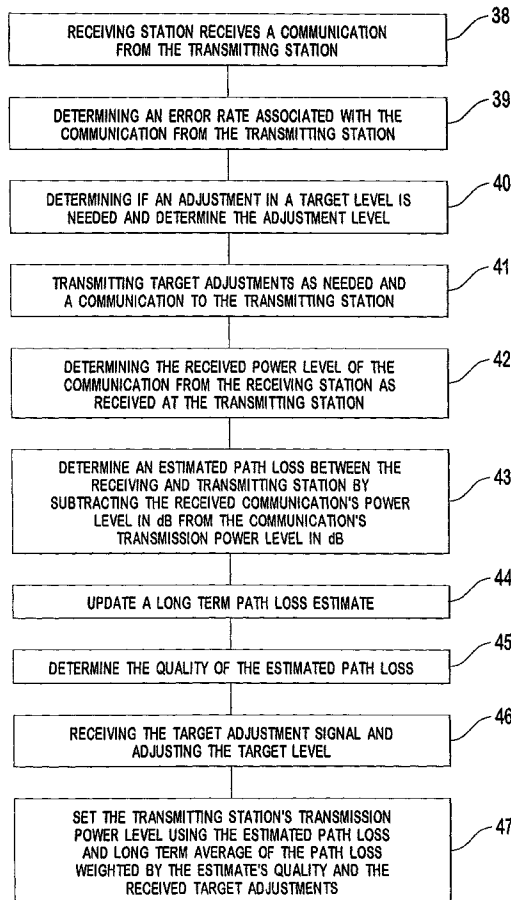 RECEIVING STATION RECEIVES A COMMUNICATION
FROM THE TRANSMITTING STATION
38
DETERMINING AN ERROR RATE ASSOCIATED WITH THE
COMMUNICATION FROM THE TRANSMITTING STATION
39
DETERMINING IF AN ADJUSTMENT IN A TARGET LEVEL IS
NEEDED AND DETERMINE THE ADJUSTMENT LEVEL
40
TRANSMITTING TARGET ADJUSTMENTS AS NEEDED AND
A COMMUNICATION TO THE TRANSMITTING STATION
41
DETERMINING THE RECEIVED POWER LEVEL OF THE
COMMUNICATION FROM THE RECEIVING STATION AS
RECEIVED AT THE TRANSMITTING STATION
42
DETERMINE AN ESTIMATED PATH LOSS BETWEEN THE
RECEIVING AND TRANSMITTING STATION BY
SUBTRACTING THE RECEIVED COMMUNICATION'S POWER
LEVEL IN dB FROM THE COMMUNICATION'S
TRANSMISSION POWER LEVEL IN dB
43
UPDATE A LONG TERM PATH LOSS ESTIMATE
44
DETERMINE THE QUALITY OF THE ESTIMATED PATH LOSS
45
RECEIVING THE TARGET ADJUSTMENT SIGNAL AND
ADJUSTING THE TARGET LEVEL
46
SET THE TRANSMITTING STATION'S TRANSMISSION
POWER LEVEL USING THE ESTIMATED PATH LOSS
AND LONG TERM AVERAGE OF THE PATH LOSS
WEIGHTED BY THE ESTIMATE'S QUALITY AND THE
RECEIVED TARGET ADJUSTMENTS
47